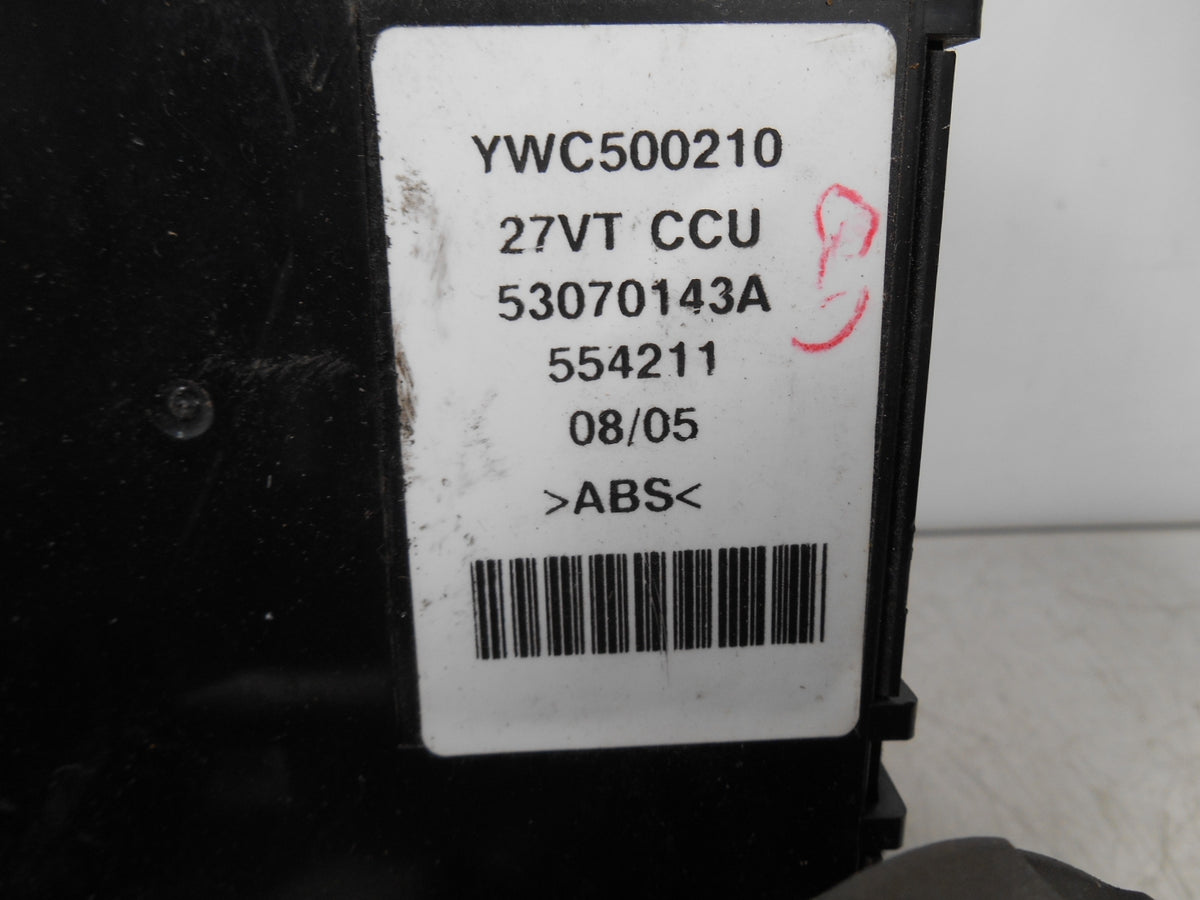 YWC500210
27VT CCU
53070143A
554211
08/05
>ABS<